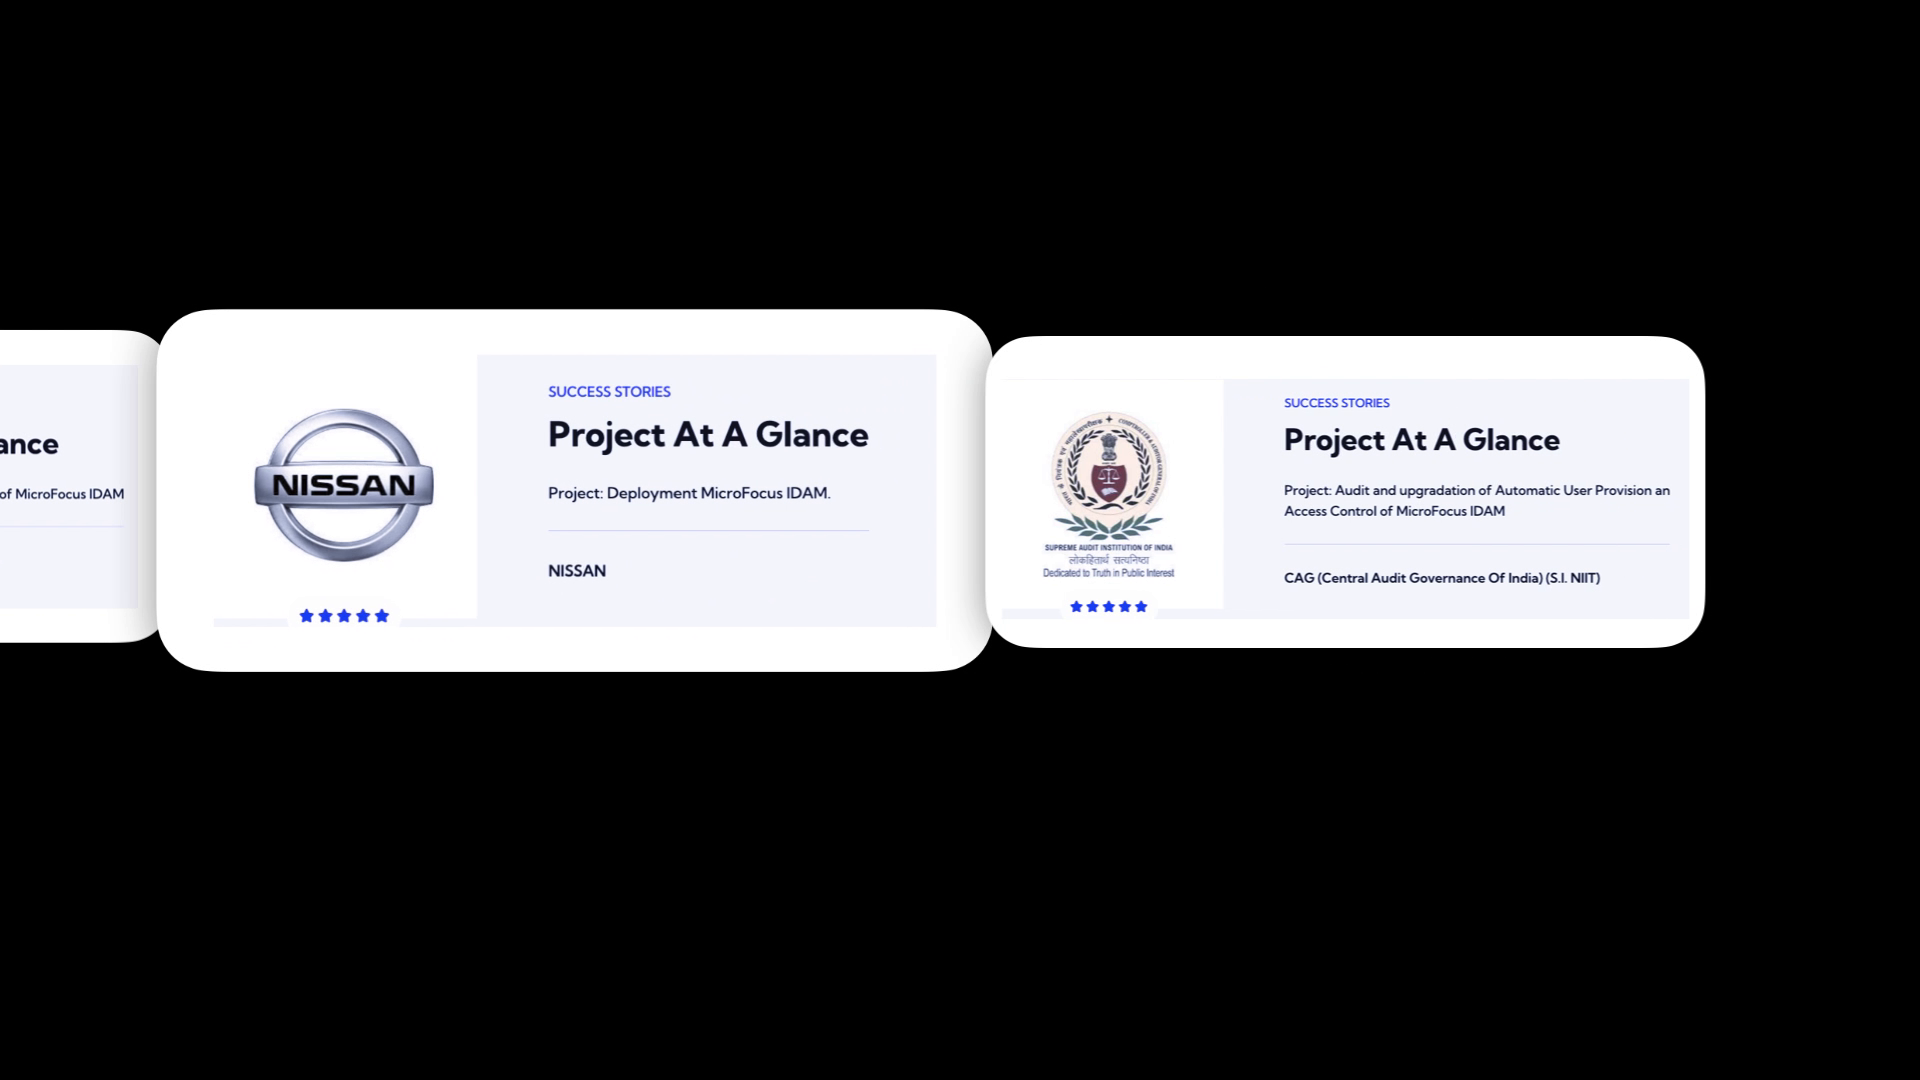 ance
of MicroFocus IDAM
NISSAN
SUCCESS STORIES
Project At A Glance
Project: Deployment MicroFocus IDAM.
NISSAN
SUPREME AUDIT INSTITUTION OF INDIA
लोकहितार्थ सत्यनिष्ठा
Dedicated to Truth in Public Interest
SUCCESS STORIES
Project At A Glance
Project: Audit and upgradation of Automatic User Provision an
Access Control of MicroFocus IDAM
CAG (Central Audit Governance Of India) (S.I. NIIT)